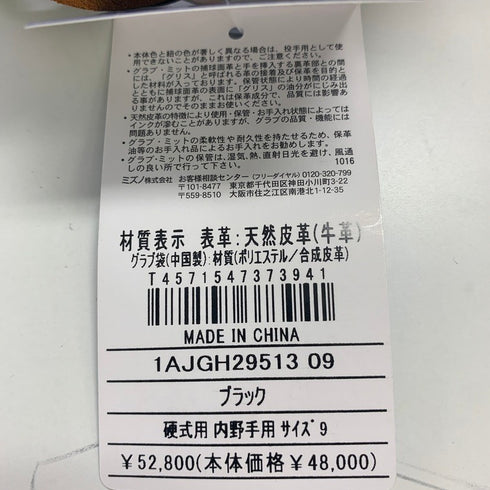 ・本体色と紐の色が著しく異なる場合は、投手用として使
用できないことがありますので、ご注意ください。
・グラブ・ミットの捕球面革と手を挿入する裏革部との間
には、「グリス」と呼ばれる革の接着及び保革を目的と
した材料が入っております。保管状態により時間の経過
とともに捕球面革の表面に『グリス』の油分がにじみ出
る事がありますが、これは保革成分で、品質には影響あ
りませんのでそのままお使いください。
・天然皮革の特徴により使用・保管・お手入れ状態によっては
インクが滲むことがありますが、グラブの品質・機能には
問題がありません。
・グラブ・ミットの柔軟性や耐久性を持たせるため、保革
油等のお手入れ品によるお手入れをお勧めします。
・グラブ・ミットの保管は、湿気、熱、直射日光を避け、風通
しの良い所で行って下さい。 1016
ミズノ株式会社 お客様相談センター(フリーダイヤル)0120-320-799
〒101-8477 東京都千代田区神田小川町3-22
〒559-8510 大阪市住之江区南港北1-12-35
材質表示 表革:天然皮革(牛革)
グラブ袋(中国製):材質(ポリエステル/合成皮革)
T4571547373941
MADE IN CHINA
1AJGH29513 09
ブラック
硬式用 内野手用 サイズ9
￥52,800(本体価格￥48,000)